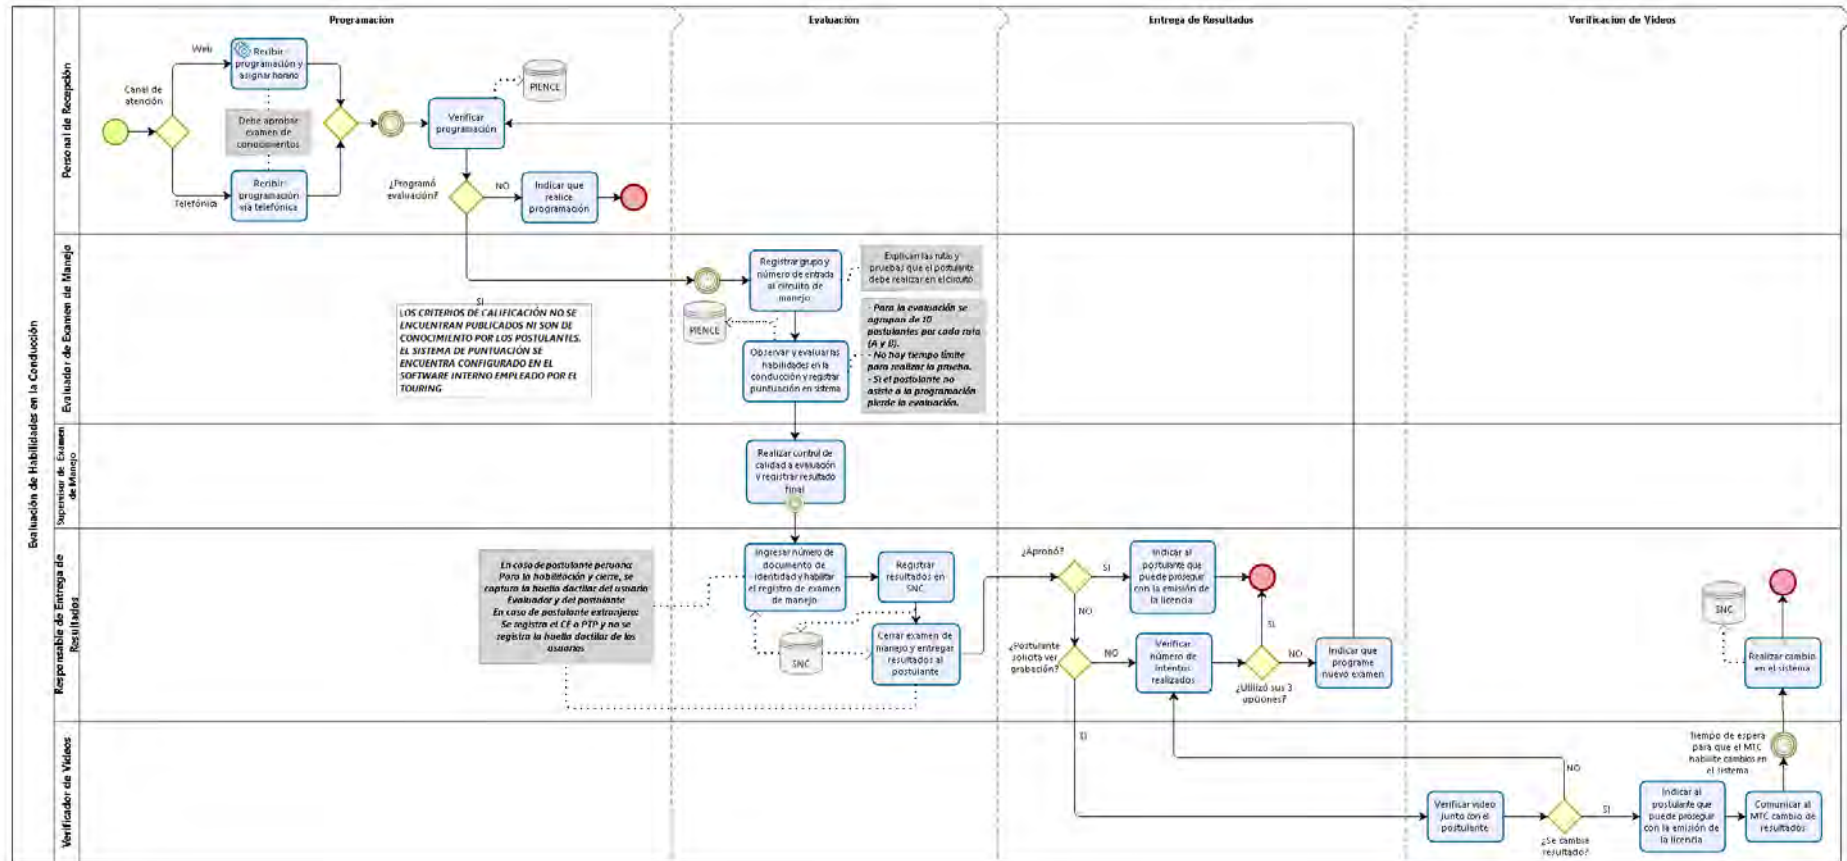 Programación
Evaluación
Entrega de Resultados
Verificacion de Videos
Evaluación de Habilidades en la Conducción
Personal de Recepción
Canal de
atención
Web
Recibir
programación y
asignar horario
Debe aprobar
examen de
conocimientos
Telefónica
Recibir
programación
vía telefónica
Verificar
programación
PIENCE
¿Programó
evaluación?
NO
Indicar que
realice
programación
Evaluador de Examen de Manejo
SI
LOS CRITERIOS DE CALIFICACIÓN NO SE
ENCUENTRAN PUBLICADOS NI SON DE
CONOCIMIENTO POR LOS POSTULANTES.
EL SISTEMA DE PUNTUACIÓN SE
ENCUENTRA CONFIGURADO EN EL
SOFTWARE INTERNO EMPLEADO POR EL
TOURING
Registrar grupo y
número de entrada
al circuito de
manejo
Explican las rutas y
pruebas que el postulante
debe realizar en el circuito
PIENCE
Observar y evaluar las
habilidades en la
conducción y registrar
puntuación en sistema
- Para la evaluación se
agrupan de 10
postulantes por cada ruta
(A y B).
- No hay tiempo límite
para realizar la prueba.
- Si el postulante no
asiste a la programación
pierde la evaluación.
Supervisor de Examen
de Manejo
Realizar control de
calidad a evaluación
y registrar resultado
final
Responsable de Entrega de
Resultados
En caso de postulante peruano:
Para la habilitación y cierre, se
captura la huella dactilar del usuario
Evaluador y del postulante
En caso de postulante extranjero:
Se registra el CE o PTP y no se
registra la huella dactilar de los
usuarios
Ingresar número de
documento de
identidad y habilitar
el registro de examen
de manejo
Registrar
resultados en
SNC
SNC
Cerrar examen de
manejo y entregar
resultados al
postulante
¿Aprobó?
SI
Indicar al
postulante que
puede proseguir
con la emisión de
la licencia
NO
¿Postulante
solicita ver
grabación?
NO
Verificar
número de
intentos
realizados
SI
¿Utilizó sus 3
opciones?
NO
Indicar que
programe
nuevo examen
SNC
Realizar cambio
en el sistema
Verificador de Videos
SI
Verificar video
junto con el
postulante
NO
¿Se cambia
resultado?
SI
Indicar al
postulante que
puede proseguir
con la emisión de
la licencia
Comunicar al
MTC cambio de
resultados
Tiempo de espera
para que el MTC
habilite cambios en
el sistema